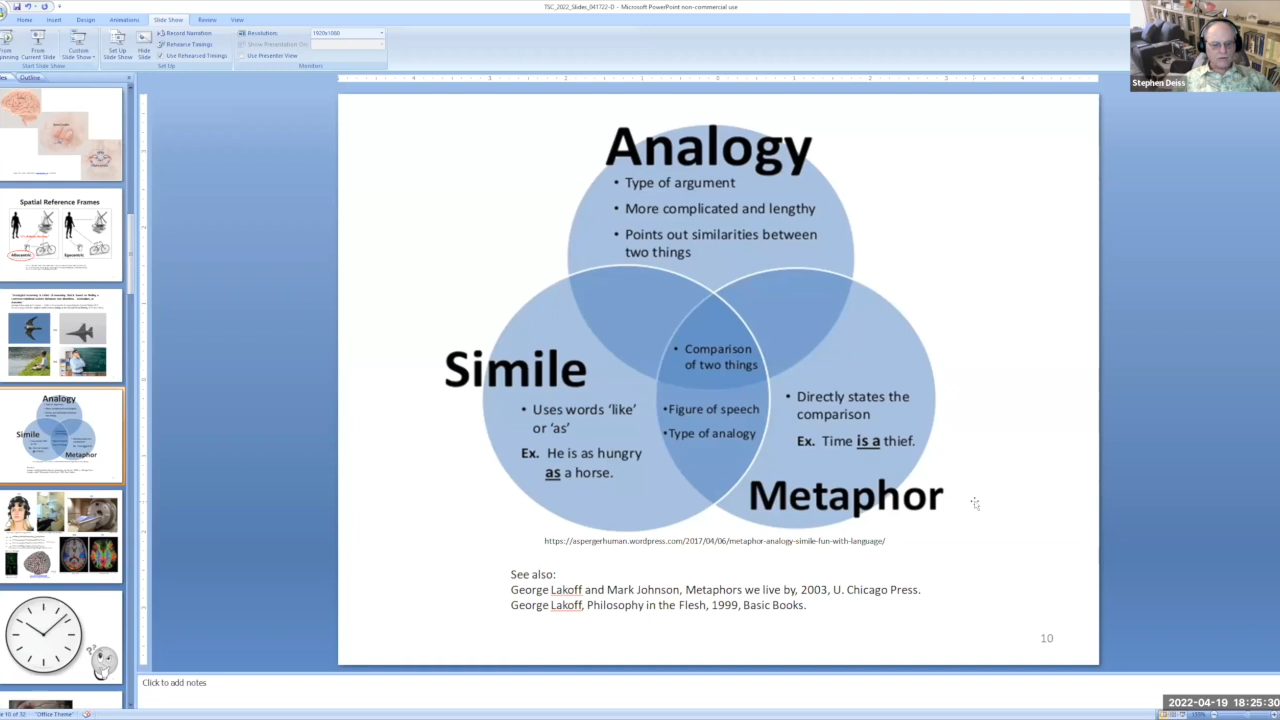 TSC_2022_Slides_041722-D - Microsoft PowerPoint non-commercial use
Home Insert Design Animations Slide Show Review View
From Beginning
From Current Slide
Custom Slide Show
Set Up Slide Show
Hide Slide
Record Narration
Rehearse Timings
Use Rehearsed Timings
Resolution: 1920x1080
Show Presentation On:
Use Presenter View
Start Slide Show
Set Up
Monitors
Outline
Stephen Deiss
Spatial Reference Frames
Allocentric
Egocentric
Analogy
Simile
Metaphor
Analogy
• Type of argument
• More complicated and lengthy
• Points out similarities between
two things
• Comparison
of two things
Simile
• Uses words ‘like’
or ‘as’
Ex. He is as hungry
as a horse.
•Figure of speech
•Type of analogy
• Directly states the
comparison
Ex. Time is a thief.
Metaphor
https://aspergerhuman.wordpress.com/2017/04/06/metaphor-analogy-simile-fun-with-language/
See also:
George Lakoff and Mark Johnson, Metaphors we live by, 2003, U. Chicago Press.
George Lakoff, Philosophy in the Flesh, 1999, Basic Books.
10
Click to add notes
2022-04-19 18:25:30
10 of 32 "Office Theme"